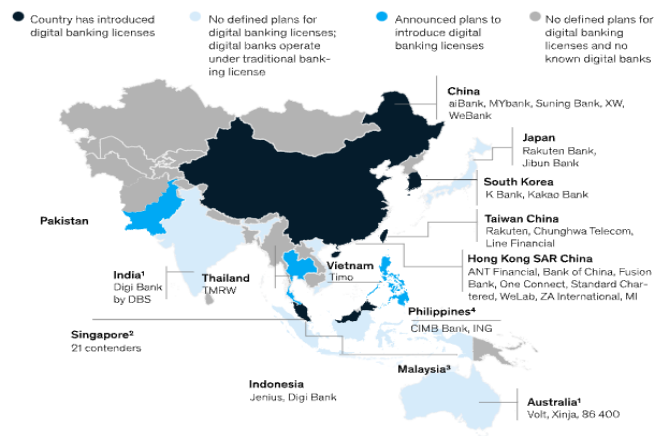 Country has introduced
digital banking licenses
No defined plans for
digital banking licenses;
digital banks operate
under traditional bank-
ing license
Announced plans to
introduce digital
banking licenses
No defined plans for
digital banking
licenses and no
known digital banks
China
aiBank, MYbank, Suning Bank, XW,
WeBank
Japan
Rakuten Bank,
Jibun Bank
South Korea
K Bank, Kakao Bank
Pakistan
Taiwan China
Rakuten, Chunghwa Telecom,
Line Financial
Hong Kong SAR China
ANT Financial, Bank of China, Fusion
Bank, One Connect, Standard Char-
tered, WeLab, ZA International, MI
India¹
Digi Bank
by DBS
Thailand
TMRW
Vietnam
Timo
Philippines⁴
CIMB Bank, ING
Singapore²
21 contenders
Malaysia³
Indonesia
Jenius, Digi Bank
Australia¹
Volt, Xinja, 86 400